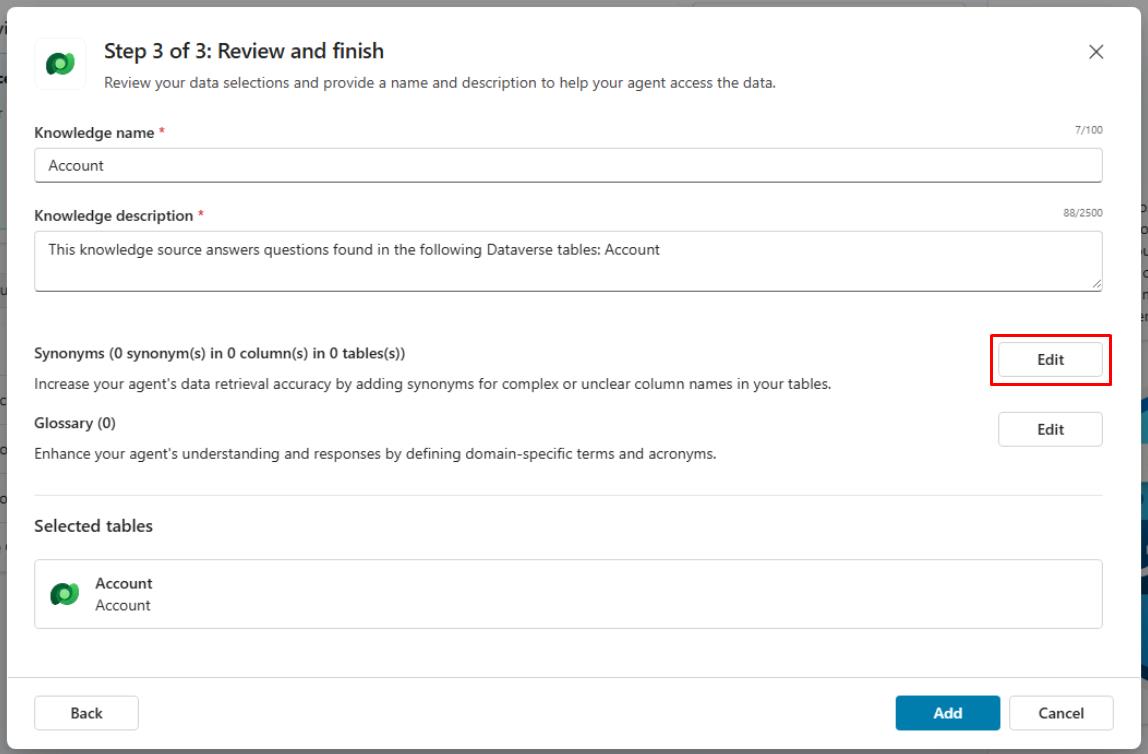 Step 3 of 3: Review and finish
Review your data selections and provide a name and description to help your agent access the data.
Knowledge name *
7/100
Account
Knowledge description *
88/2500
This knowledge source answers questions found in the following Dataverse tables: Account
Synonyms (0 synonym(s) in 0 column(s) in 0 tables(s))
Edit
Increase your agent's data retrieval accuracy by adding synonyms for complex or unclear column names in your tables.
Glossary (0)
Edit
Enhance your agent's understanding and responses by defining domain-specific terms and acronyms.
Selected tables
Account
Account
Back
Add
Cancel